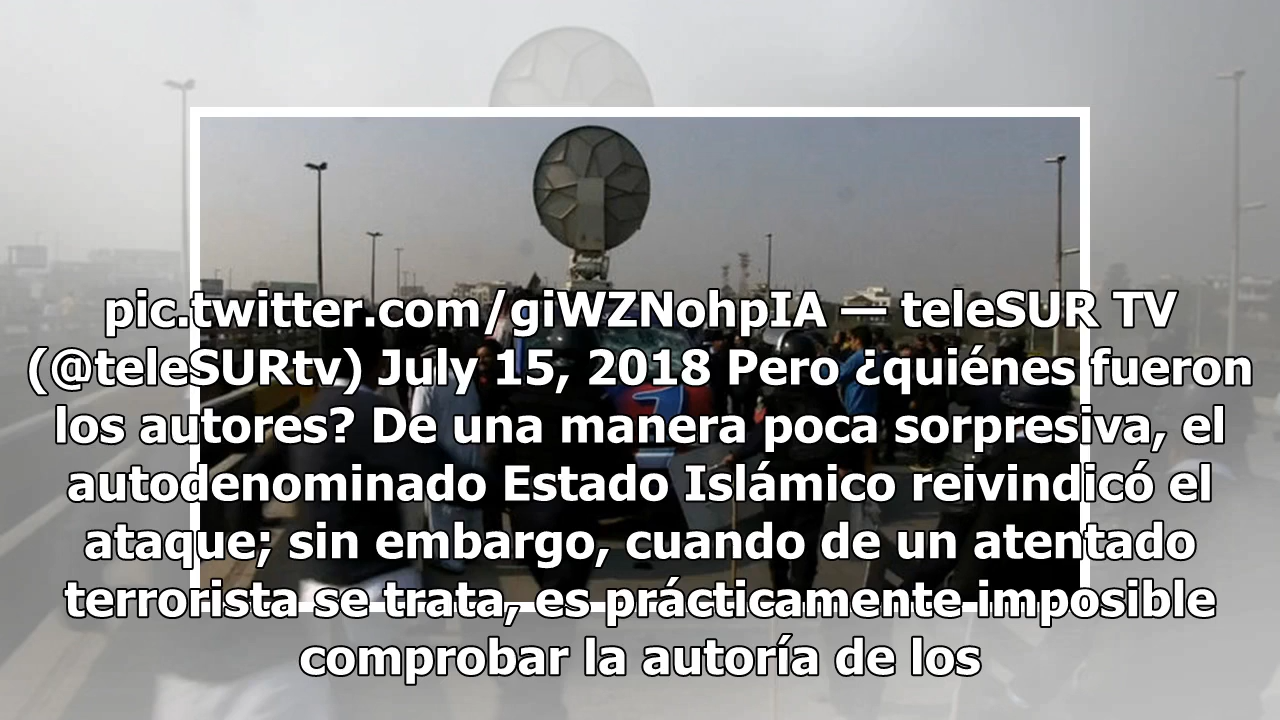 pic.twitter.com/giWZNohpIA — teleSUR TV
(@teleSURtv) July 15, 2018 Pero ¿quiénes fueron
los autores? De una manera poca sorpresiva, el
autodenominado Estado Islámico reivindicó el
ataque; sin embargo, cuando de un atentado
terrorista se trata, es prácticamente imposible
comprobar la autoría de los